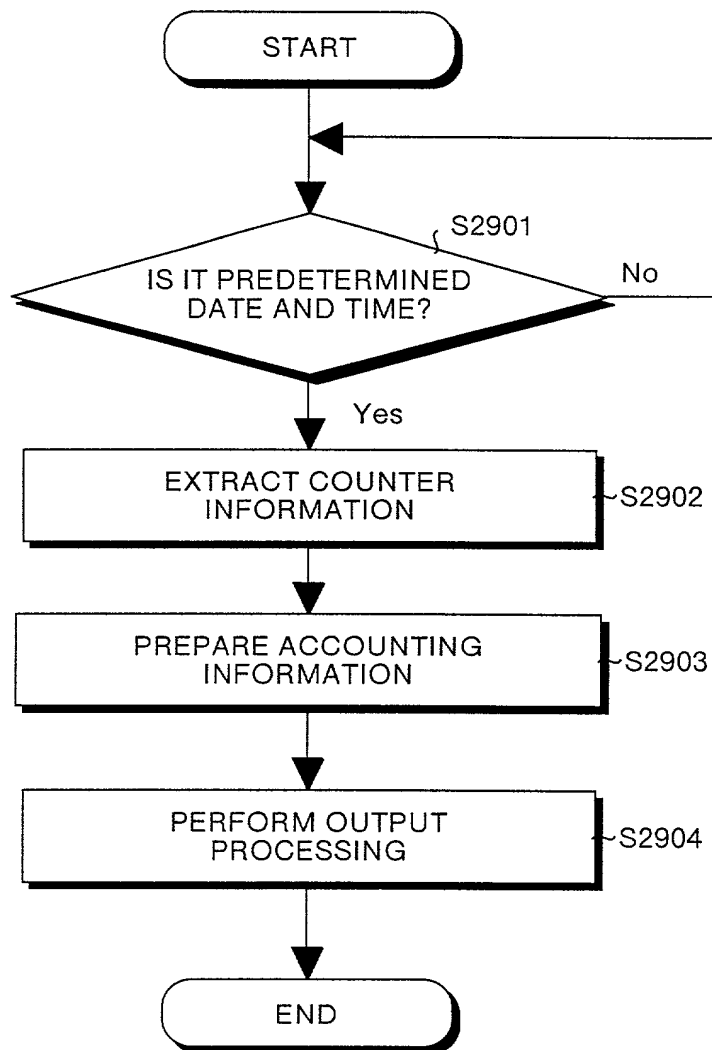 START
S2901
IS IT PREDETERMINED
DATE AND TIME?
No
Yes
EXTRACT COUNTER
INFORMATION
S2902
PREPARE ACCOUNTING
INFORMATION
S2903
PERFORM OUTPUT
PROCESSING
S2904
END